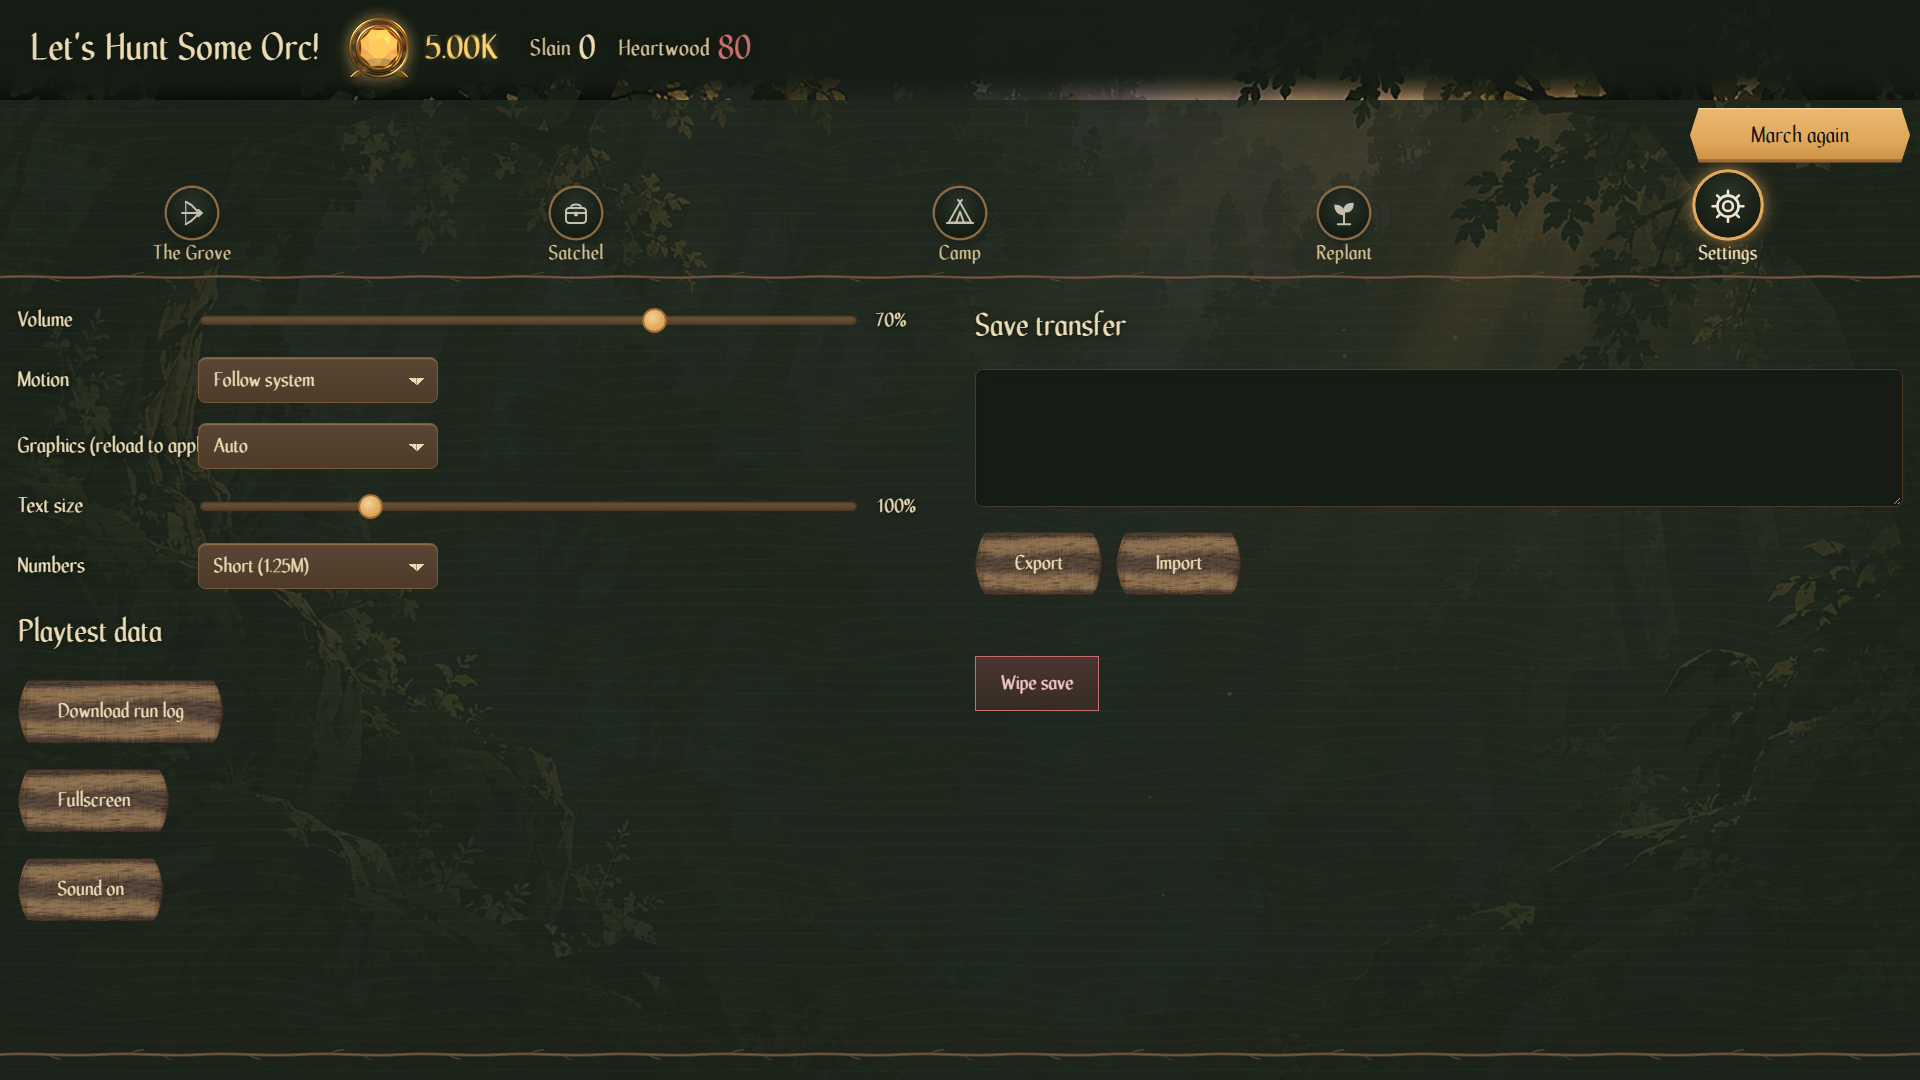 Let's Hunt Some Orc!
5.00K
Slain 0
Heartwood 80
March again
The Grove
Satchel
Camp
Replant
Settings
Volume
70%
Motion
Follow system
Graphics (reload to appl
Auto
Text size
100%
Numbers
Short (1.25M)
Playtest data
Download run log
Fullscreen
Sound on
Save transfer
Export
Import
Wipe save